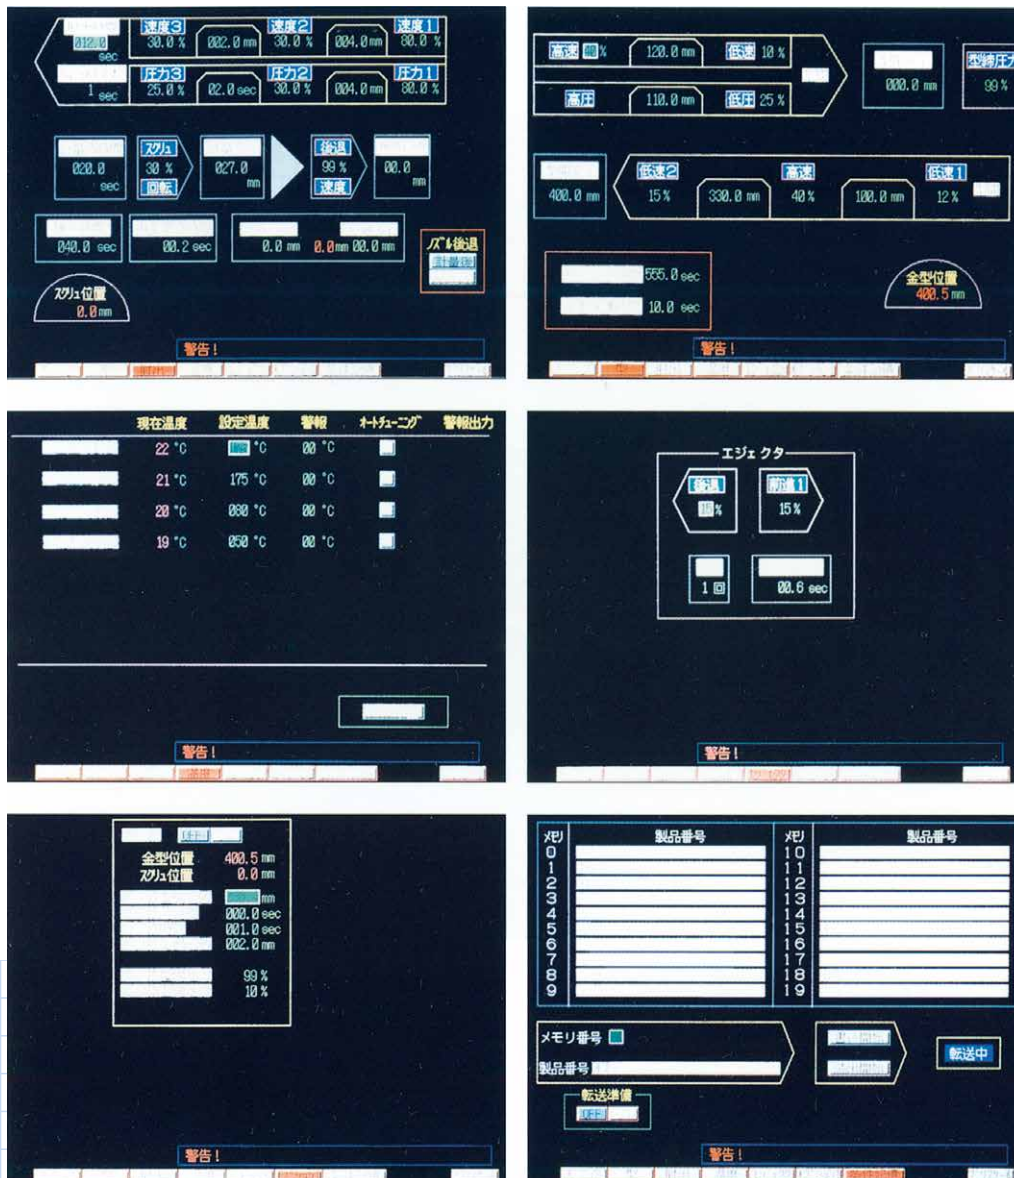 速度3 速度2 速度1
012.0 sec 30.0 % 002.0 mm 30.0 % 004.0 mm 80.0 %
圧力3 圧力2 圧力1
1 sec 25.0 % 02.0 sec 30.0 % 004.0 mm 80.0 %
スクリュ 後退
020.0 sec 30 % 027.0 mm 99 % 00.0 mm
回転 速度
040.0 sec 00.2 sec 0.0 mm 0.0 mm 00.0 mm
ノズル後退
計量後
スクリュ位置
0.0 mm
警告!
高速 % 120.0 mm 低速 10 %
高圧 110.0 mm 低圧 25 %
000.0 mm
型締圧力
99 %
低速2 高速 低速1
400.0 mm 15 % 330.0 mm 40 % 100.0 mm 12 %
555.0 sec
10.0 sec
金型位置
400.5 mm
警告!
現在温度 設定温度 警報 オートチューニング 警報出力
22 °C °C 00 °C
21 °C 175 °C 00 °C
20 °C 080 °C 00 °C
19 °C 050 °C 00 °C
警告!
エジェクタ
後退 前進1
15 % 15 %
1 回 00.6 sec
警告!
OFF
金型位置 400.5 mm
スクリュ位置 0.0 mm
mm
000.0 sec
001.0 sec
002.0 mm
99 %
10 %
警告!
メモリ 製品番号 メモリ 製品番号
0 10
1 11
2 12
3 13
4 14
5 15
6 16
7 17
8 18
9 19
メモリ番号
製品番号
転送中
転送準備
OFF
警告!